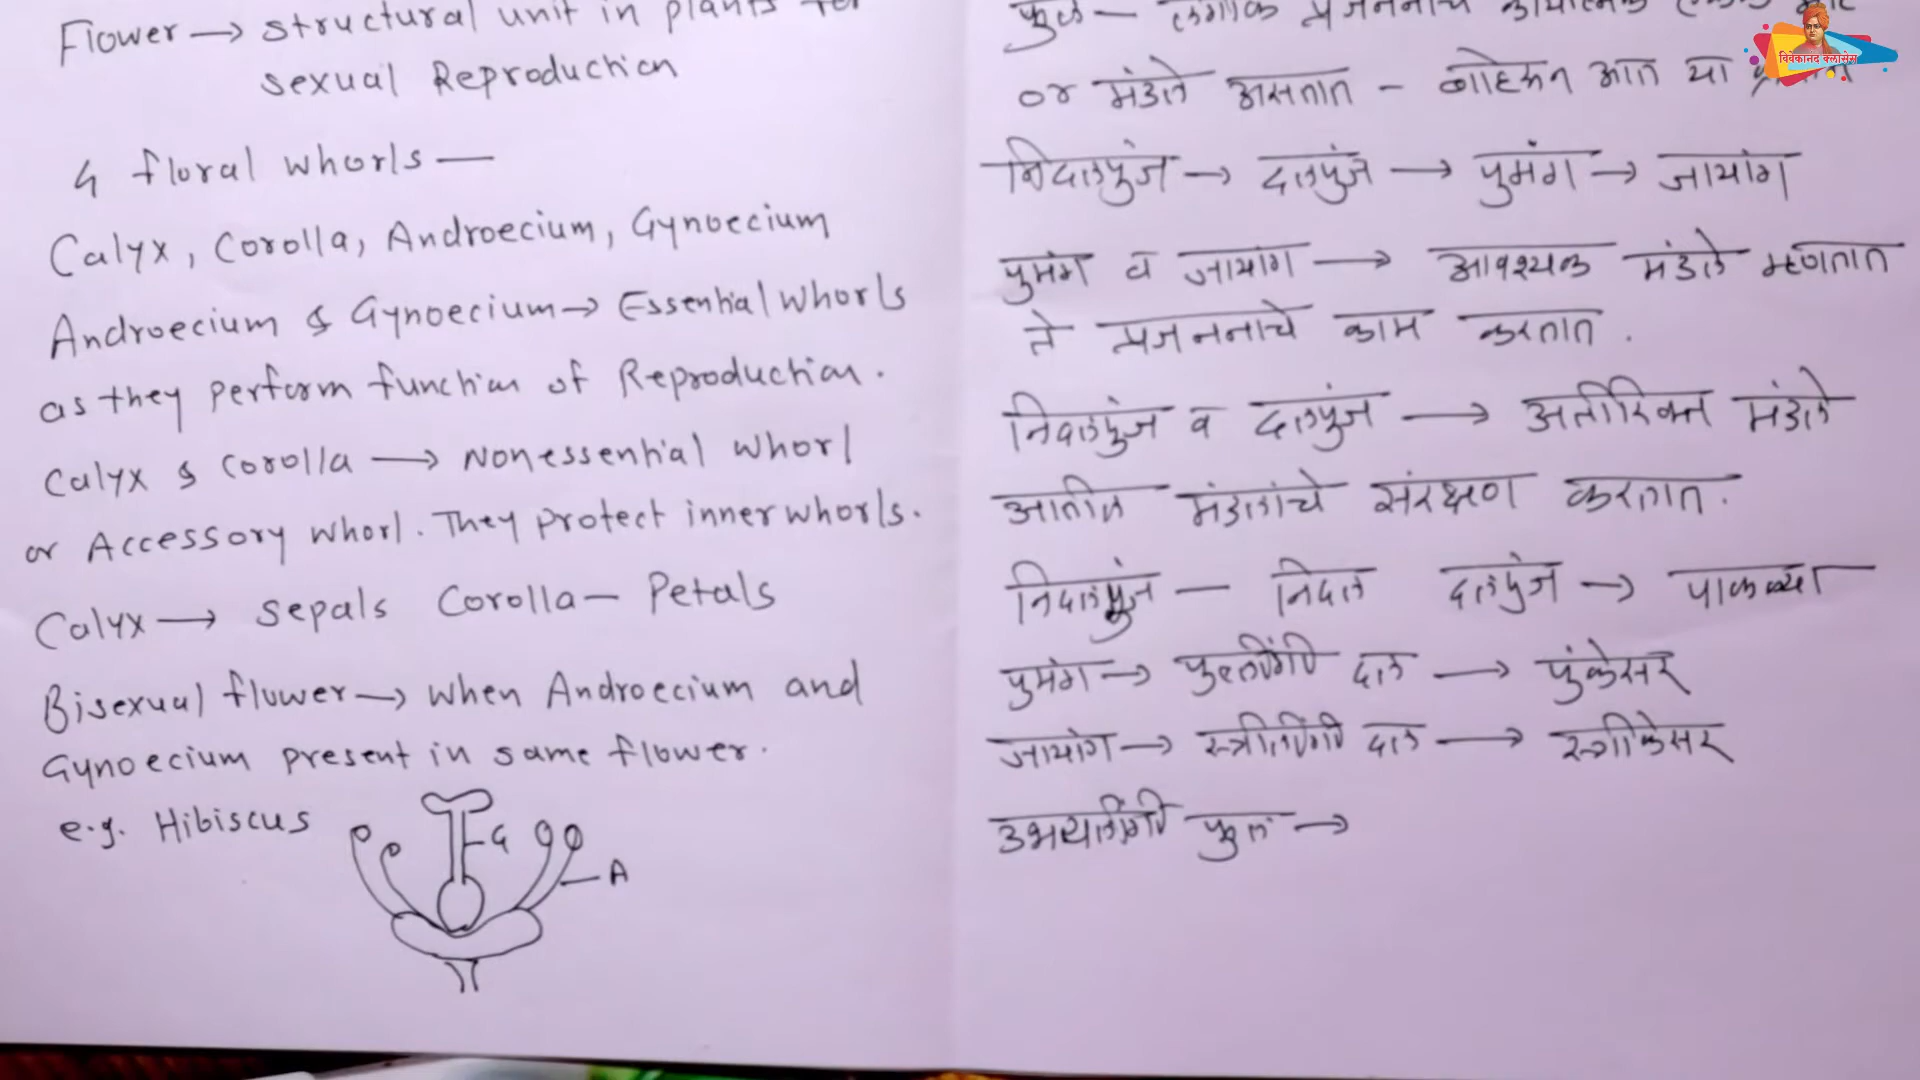 Flower → structural unit in plants for
sexual Reproduction
4 floral whorls —
Calyx, Corolla, Androecium, Gynoecium
Androecium & Gynoecium → Essential whorls
as they perform function of Reproduction.
Calyx & Corolla → Nonessential whorl
or Accessory whorl. They protect inner whorls.
Calyx → sepals Corolla – Petals
Bisexual flower → when Androecium and
Gynoecium present in same flower.
e.g. Hibiscus
G
A
फुल – लैंगीक प्रजननाचे
or मंडले असतात – बाहेरून आत या
निदलपुंज → दलपुंज → पुमंग → जायांग
पुमंग व जायांग → आवश्यक मंडले म्हणतात
ते प्रजननाचे काम करतात.
निदलपुंज व दलपुंज → अतीरिक्त मंडले
आतील मंडलांचे संरक्षण करतात.
निदलपुंज – निदल दलपुंज → पाकळ्या
पुमंग → पुल्लींगी दल → पुंकेसर
जायांग → स्त्रीलिंगी दल → स्त्रीकेसर
उभयलिंगी फुल →
विवेकानंद क्लासेस